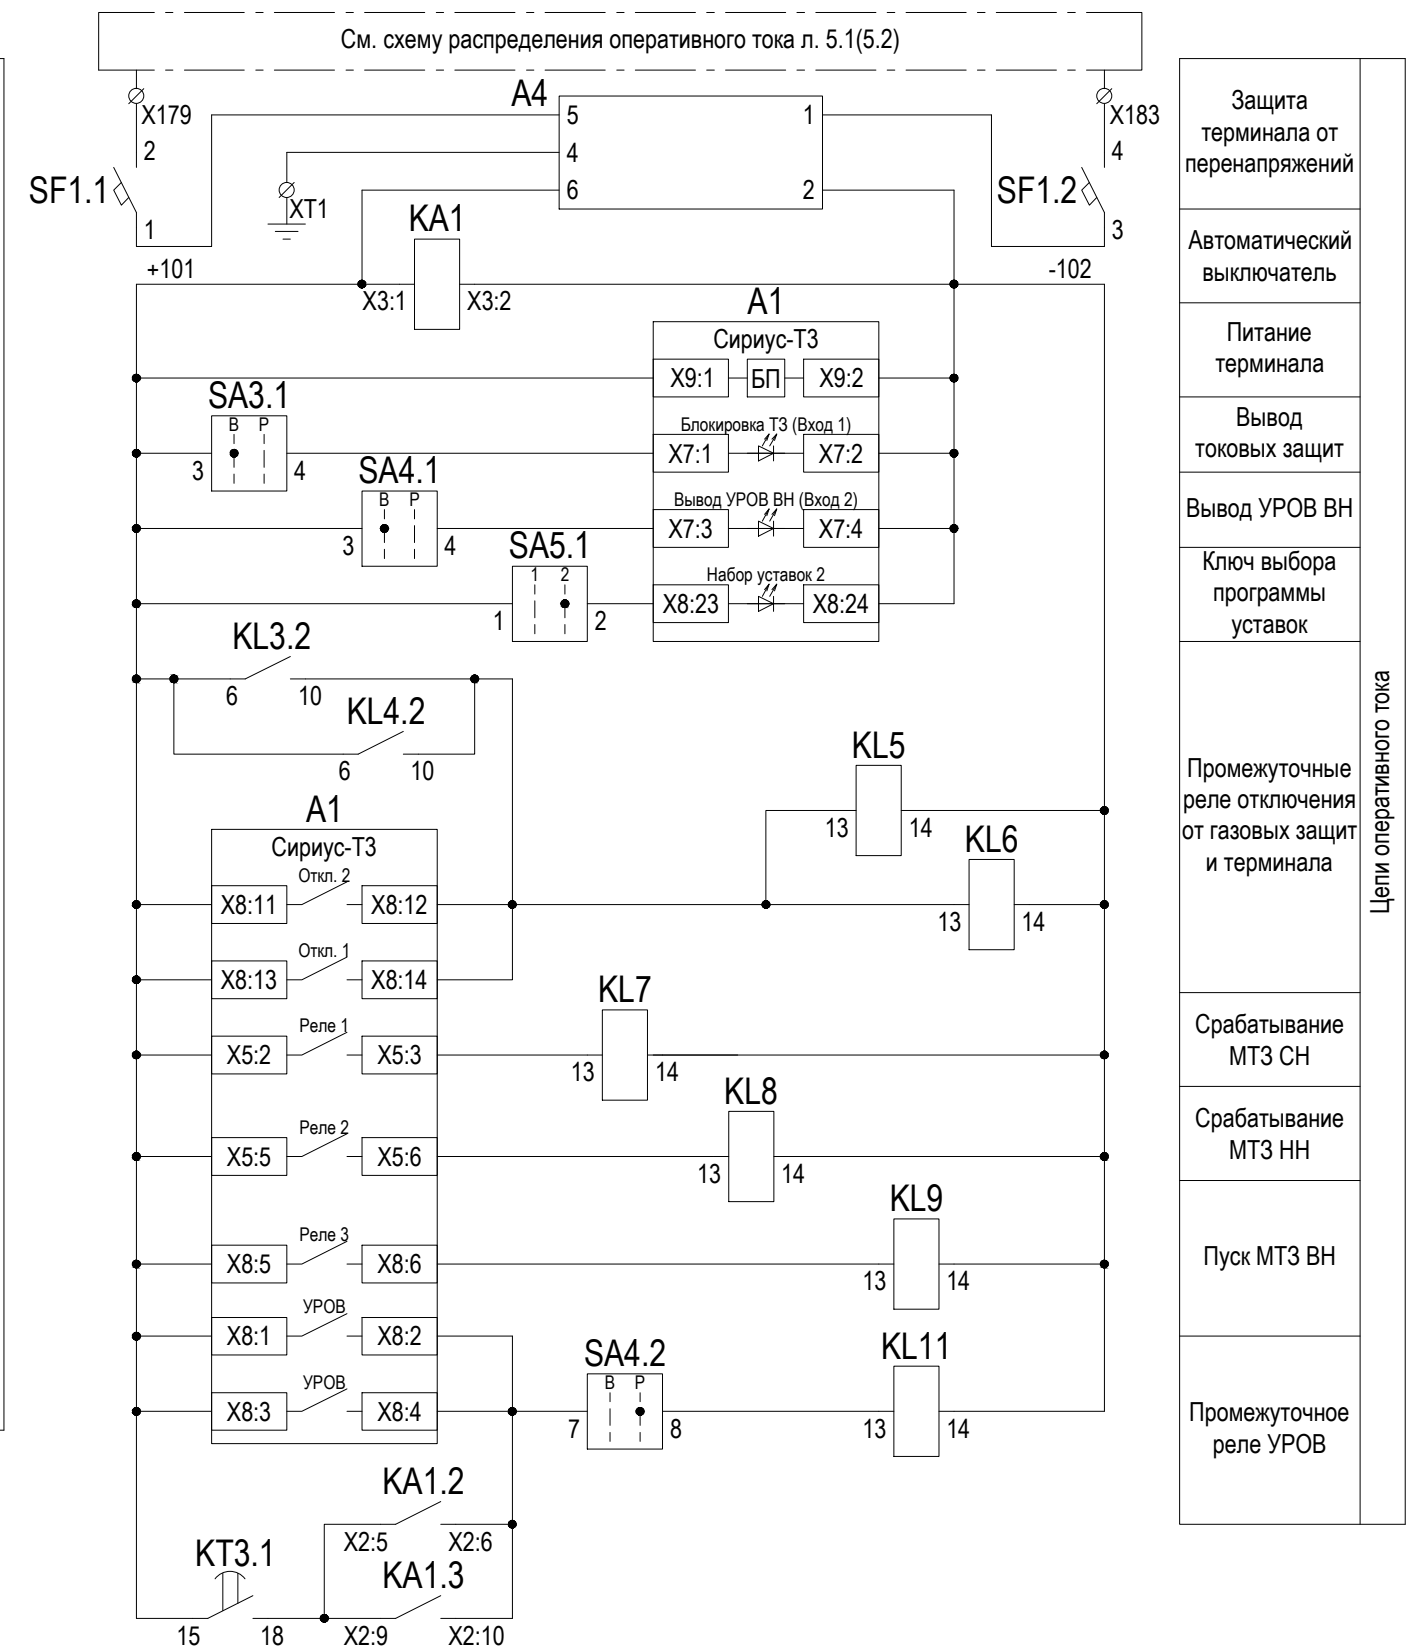 См. схему распределения оперативного тока л. 5.1(5.2)
X179
2
SF1.1
1
+101
A4
5
4
6
1
2
XT1
X183
4
SF1.2
3
-102
KA1
X3:1
X3:2
A1
Сириус-Т3
X9:1
БП
X9:2
SA3.1
В Р
3
4
Блокировка ТЗ (Вход 1)
X7:1
X7:2
SA4.1
В Р
3
4
Вывод УРОВ ВН (Вход 2)
X7:3
X7:4
SA5.1
1 2
1
2
Набор уставок 2
X8:23
X8:24
KL3.2
6
10
KL4.2
6
10
KL5
13
14
KL6
13
14
A1
Сириус-Т3
Откл. 2
X8:11
X8:12
Откл. 1
X8:13
X8:14
KL7
13
14
Реле 1
X5:2
X5:3
KL8
13
14
Реле 2
X5:5
X5:6
KL9
13
14
Реле 3
X8:5
X8:6
УРОВ
X8:1
X8:2
УРОВ
X8:3
X8:4
SA4.2
В Р
7
8
KL11
13
14
KA1.2
X2:5
X2:6
KT3.1
15
18
KA1.3
X2:9
X2:10
Защита
терминала от
перенапряжений
Автоматический
выключатель
Питание
терминала
Вывод
токовых защит
Вывод УРОВ ВН
Ключ выбора
программы
уставок
Промежуточные
реле отключения
от газовых защит
и терминала
Срабатывание
МТЗ СН
Срабатывание
МТЗ НН
Пуск МТЗ ВН
Промежуточное
реле УРОВ
Цепи оперативного тока